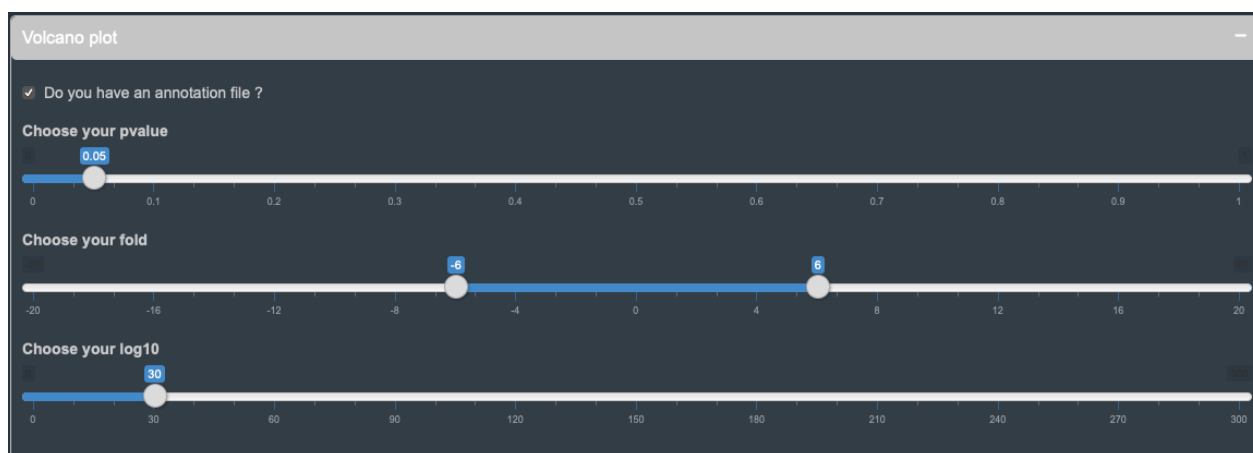 Volcano plot
Do you have an annotation file ?
Choose your pvalue
0.05
0 0.1 0.2 0.3 0.4 0.5 0.6 0.7 0.8 0.9 1
Choose your fold
-6 6
-20 -16 -12 -8 -4 0 4 8 12 16 20
Choose your log10
30
0 30 60 90 120 150 180 210 240 270 300